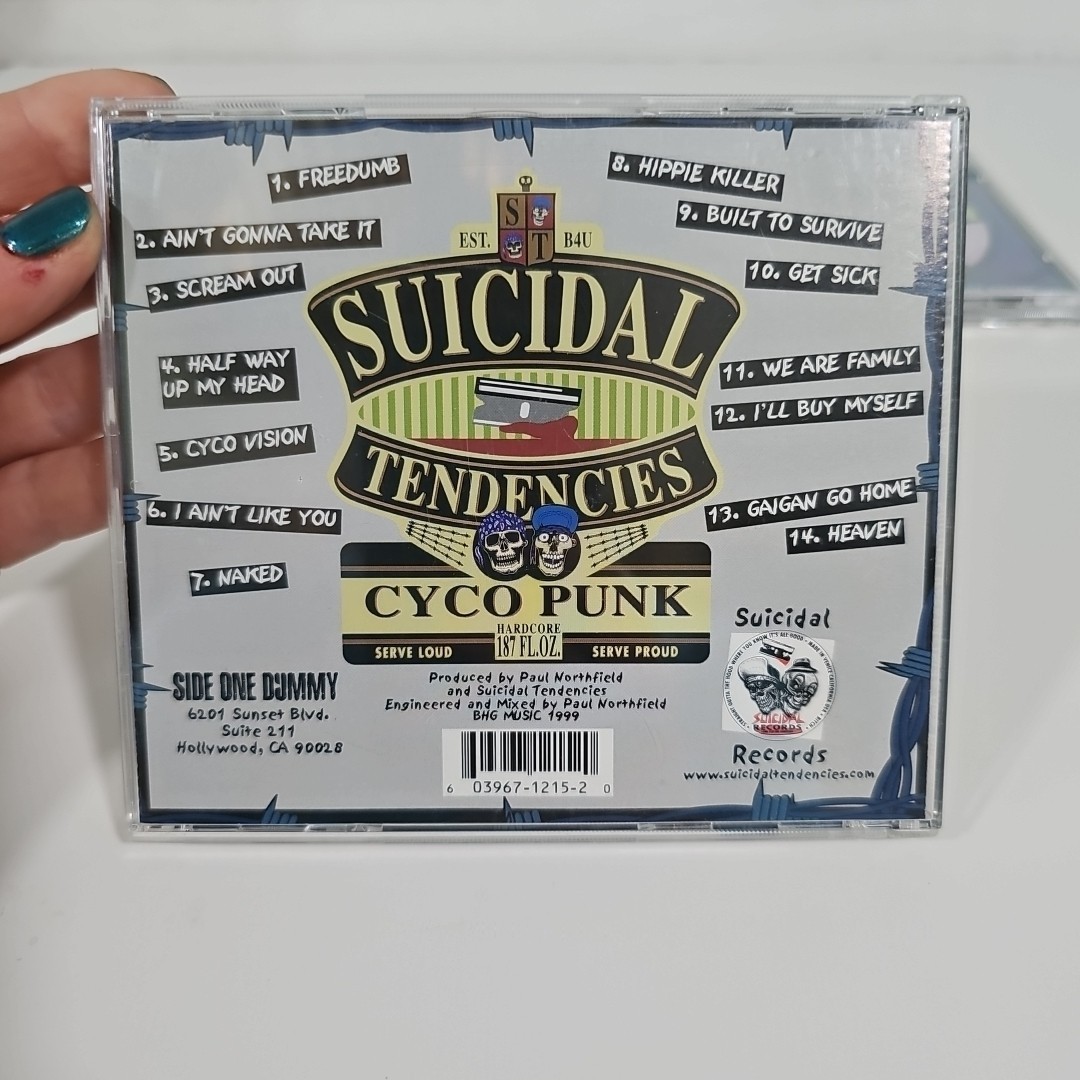 1. FREEDUMB
2. AIN'T GONNA TAKE IT
3. SCREAM OUT
4. HALF WAY
UP MY HEAD
5. CYCO VISION
6. I AIN'T LIKE YOU
7. NAKED
8. HIPPIE KILLER
9. BUILT TO SURVIVE
10. GET SICK
11. WE ARE FAMILY
12. I'LL BUY MYSELF
13. GAIGAN GO HOME
14. HEAVEN
S
T
EST. B4U
SUICIDAL
TENDENCIES
CYCO PUNK
HARDCORE
187 FL.OZ.
SERVE LOUD SERVE PROUD
Produced by Paul Northfield
and Suicidal Tendencies
Engineered and Mixed by Paul Northfield
BHG MUSIC 1999
6 03967-1215-2 0
SIDE ONE DUMMY
6201 Sunset Blvd.
Suite 211
Hollywood, CA 90028
Suicidal
SUICIDAL
RECORDS
Records
www.suicidaltendencies.com